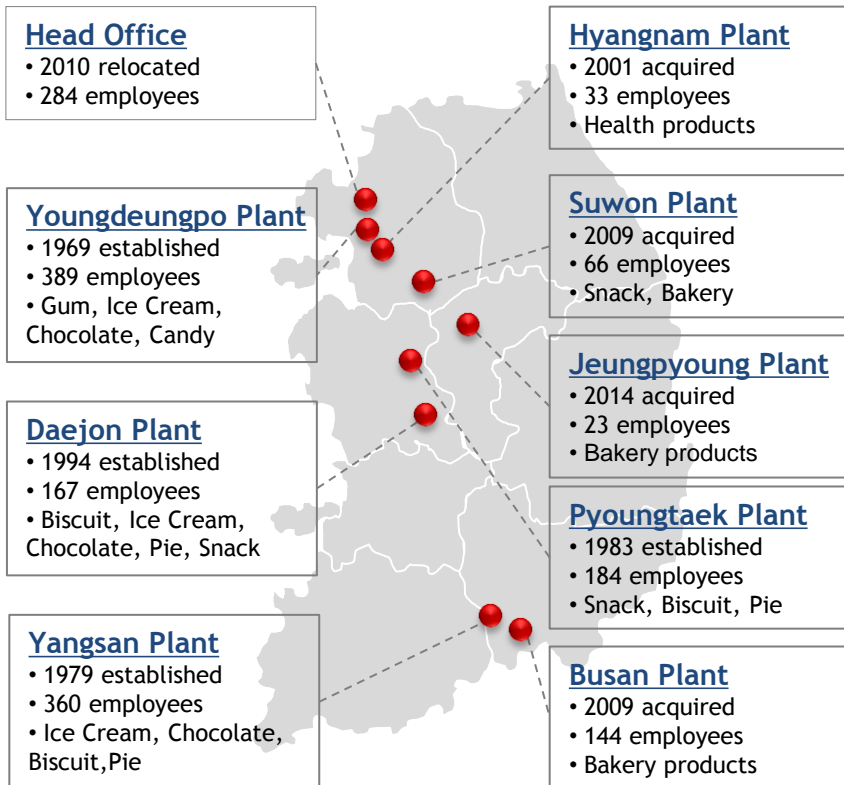 Head Office
• 2010 relocated
• 284 employees
Youngdeungpo Plant
• 1969 established
• 389 employees
• Gum, Ice Cream,
Chocolate, Candy
Daejon Plant
• 1994 established
• 167 employees
• Biscuit, Ice Cream,
Chocolate, Pie, Snack
Yangsan Plant
• 1979 established
• 360 employees
• Ice Cream, Chocolate,
Biscuit,Pie
Hyangnam Plant
• 2001 acquired
• 33 employees
• Health products
Suwon Plant
• 2009 acquired
• 66 employees
• Snack, Bakery
Jeungpyoung Plant
• 2014 acquired
• 23 employees
• Bakery products
Pyoungtaek Plant
• 1983 established
• 184 employees
• Snack, Biscuit, Pie
Busan Plant
• 2009 acquired
• 144 employees
• Bakery products